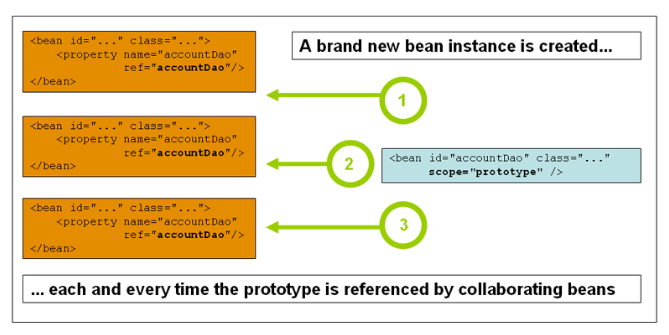 <bean id="..." class="...">
<property name="accountDao"
ref="accountDao"/>
</bean>
A brand new bean instance is created...
1
<bean id="..." class="...">
<property name="accountDao"
ref="accountDao"/>
</bean>
2
<bean id="accountDao" class="..."
scope="prototype" />
<bean id="..." class="...">
<property name="accountDao"
ref="accountDao"/>
</bean>
3
... each and every time the prototype is referenced by collaborating beans